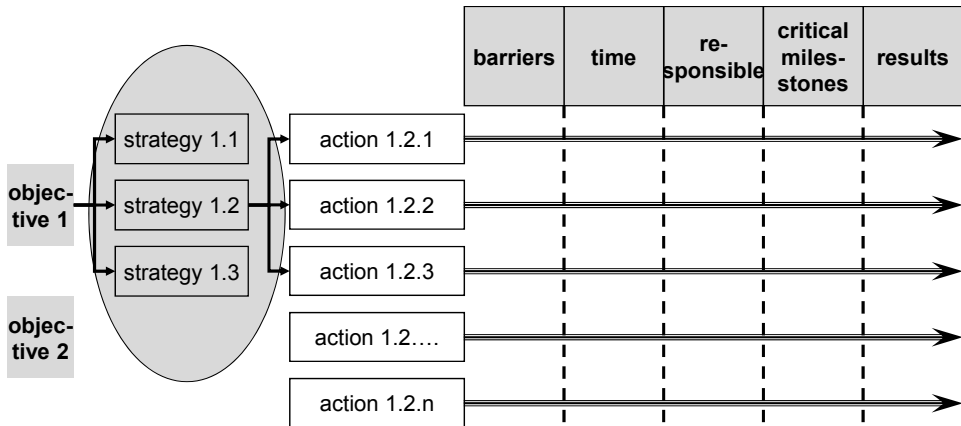 barriers
time
re-
sponsible
critical
miles-
stones
results
strategy 1.1
action 1.2.1
objec-
tive 1
strategy 1.2
action 1.2.2
strategy 1.3
action 1.2.3
objec-
tive 2
action 1.2....
action 1.2.n